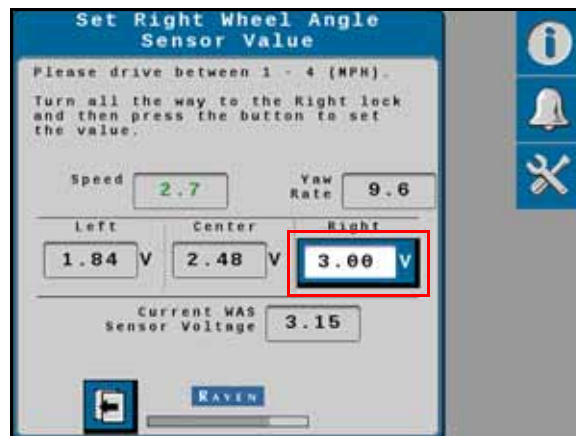 Set Right Wheel Angle
Sensor Value
Please drive between 1 - 4 (MPH).
Turn all the way to the Right lock
and then press the button to set
the value.
Speed 2.7 Yaw Rate 9.6
Left Center Right
1.84 V 2.48 V 3.00 V
Current WAS
Sensor Voltage 3.15
RAVEN